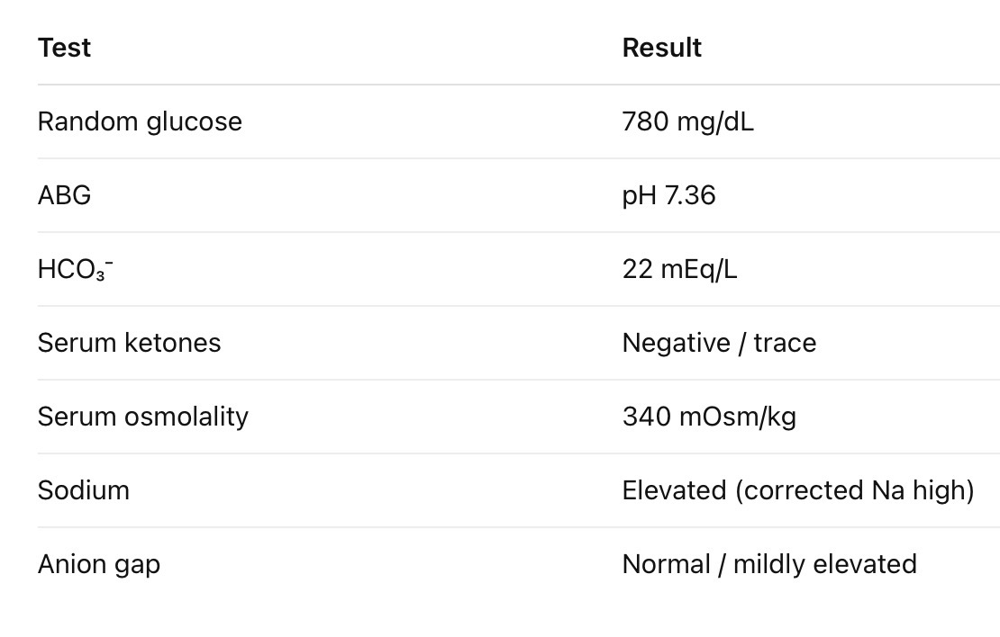 Test Result
Random glucose 780 mg/dL
ABG pH 7.36
HCO₃⁻ 22 mEq/L
Serum ketones Negative / trace
Serum osmolality 340 mOsm/kg
Sodium Elevated (corrected Na high)
Anion gap Normal / mildly elevated